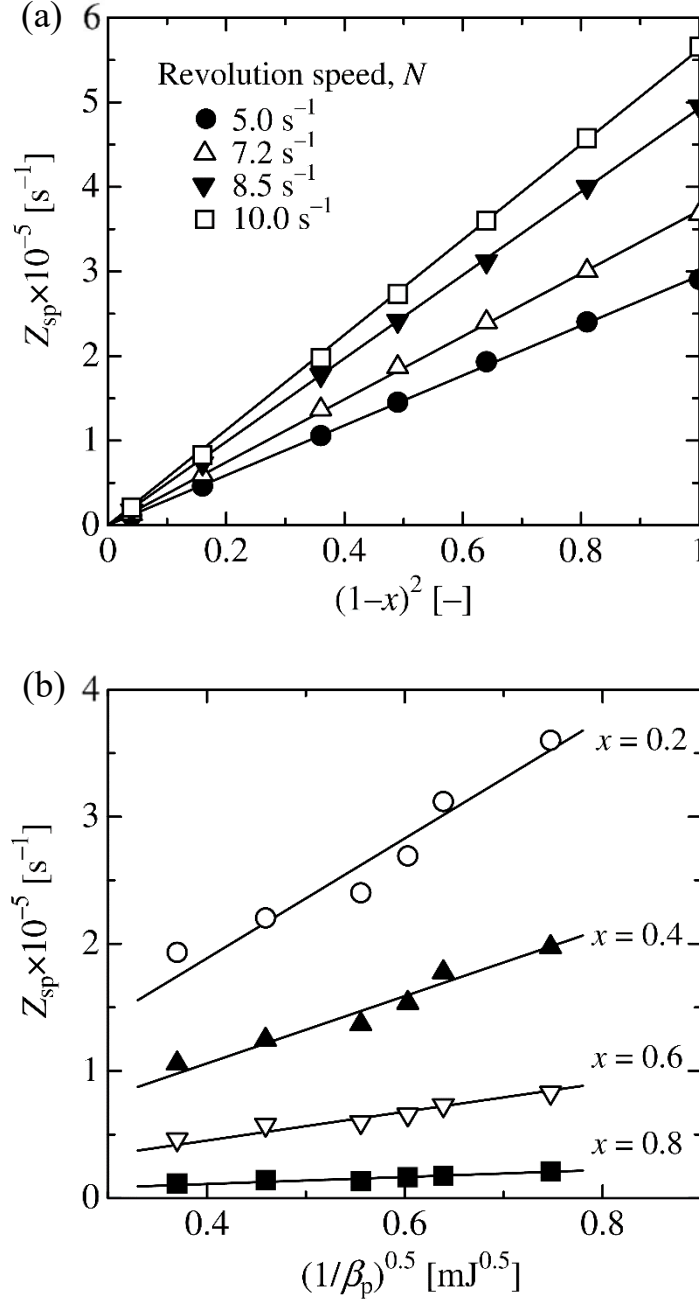 (a)
6
5
4
3
2
1
0
Z_sp×10^−5 [s^−1]
Revolution speed, N
5.0 s^−1
7.2 s^−1
8.5 s^−1
10.0 s^−1
0 0.2 0.4 0.6 0.8 1
(1–x)^2 [–]
(b)
4
3
2
1
0
Z_sp×10^−5 [s^−1]
x = 0.2
x = 0.4
x = 0.6
x = 0.8
0.4 0.6 0.8
(1/β_p)^0.5 [mJ^0.5]